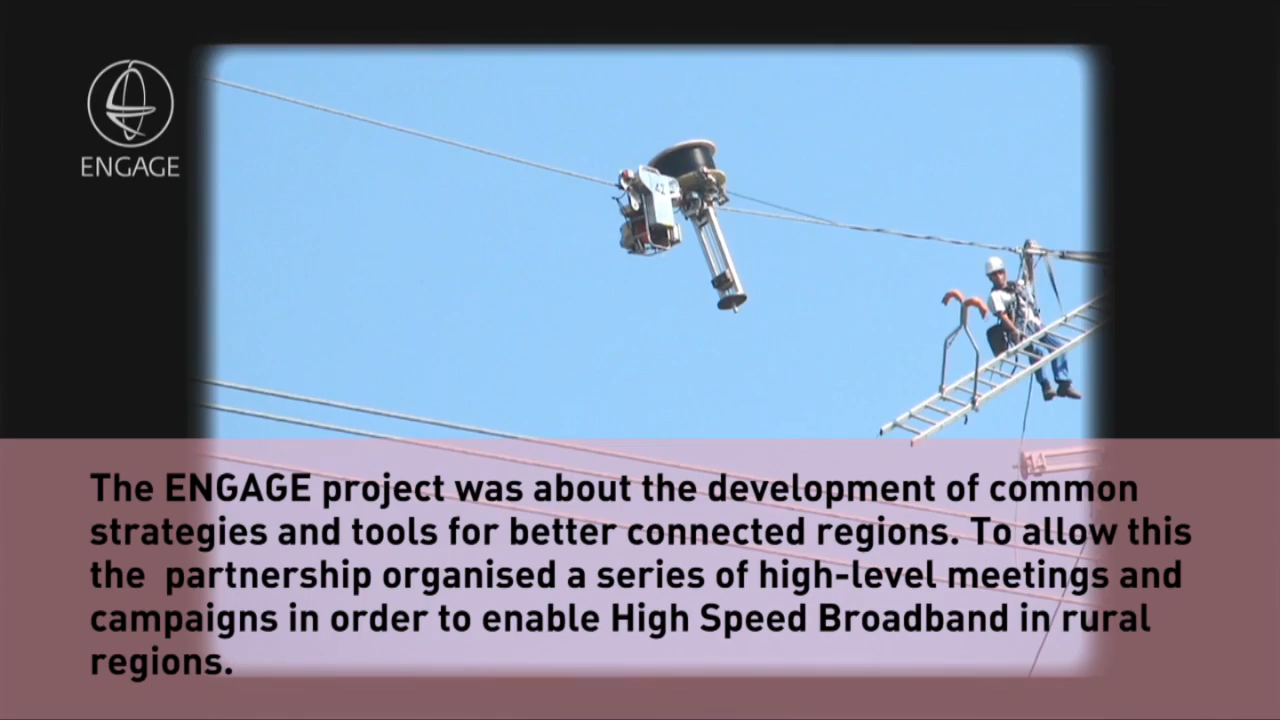 ENGAGE
42
The ENGAGE project was about the development of common
strategies and tools for better connected regions. To allow this
the  partnership organised a series of high-level meetings and
campaigns in order to enable High Speed Broadband in rural
regions.